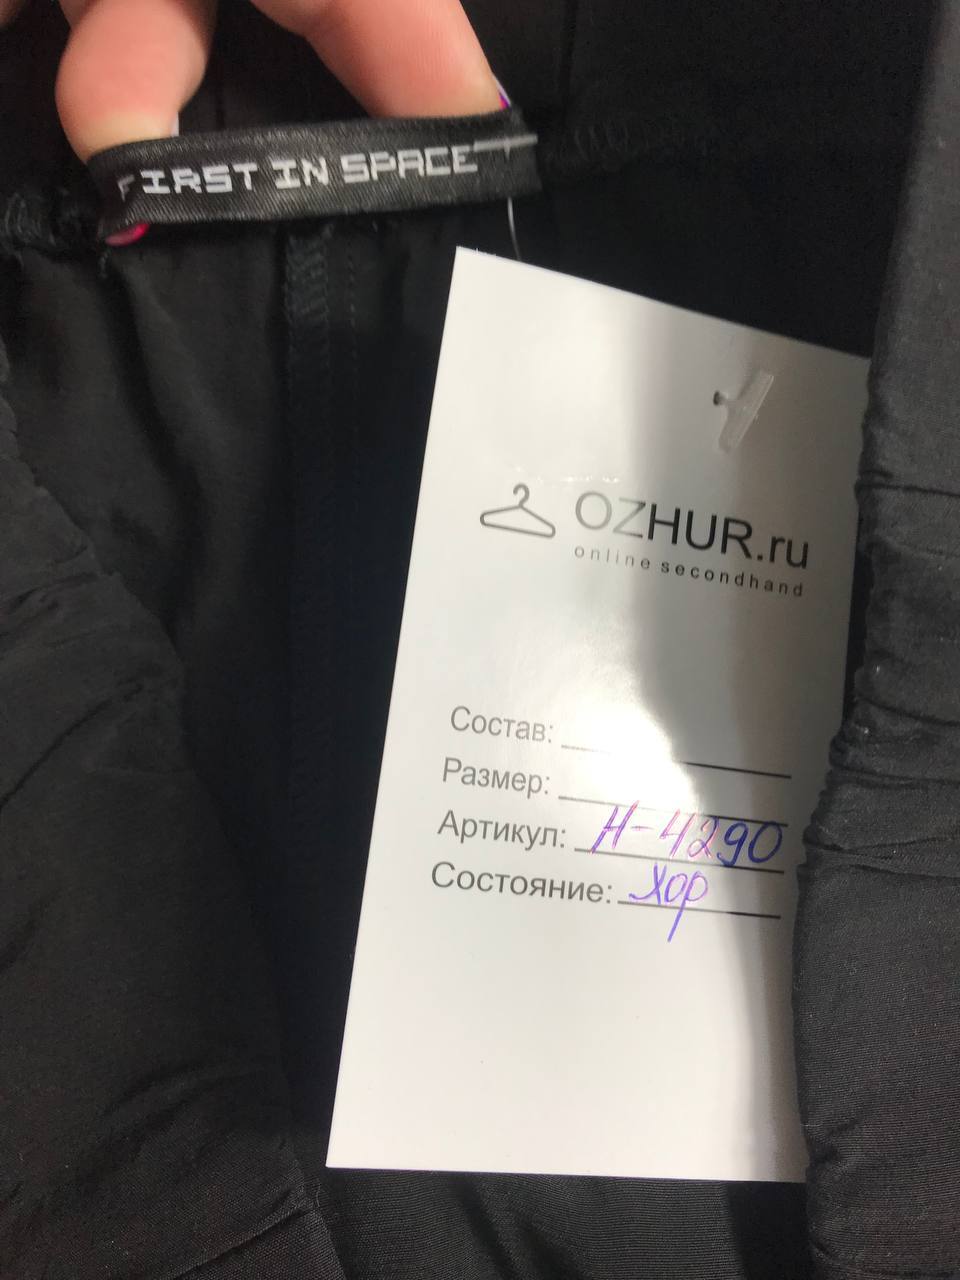 FIRST IN SPACE
OZHUR.ru
online secondhand
Состав:
Размер:
Артикул: Н-4290
Состояние: Хор